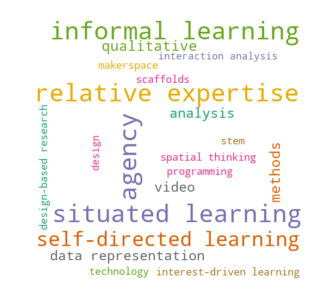 informal learning
qualitative
interaction analysis
makerspace
scaffolds
relative expertise
design-based research
analysis
design
agency
stem
spatial thinking
programming
methods
video
situated learning
self-directed learning
data representation
technology
interest-driven learning